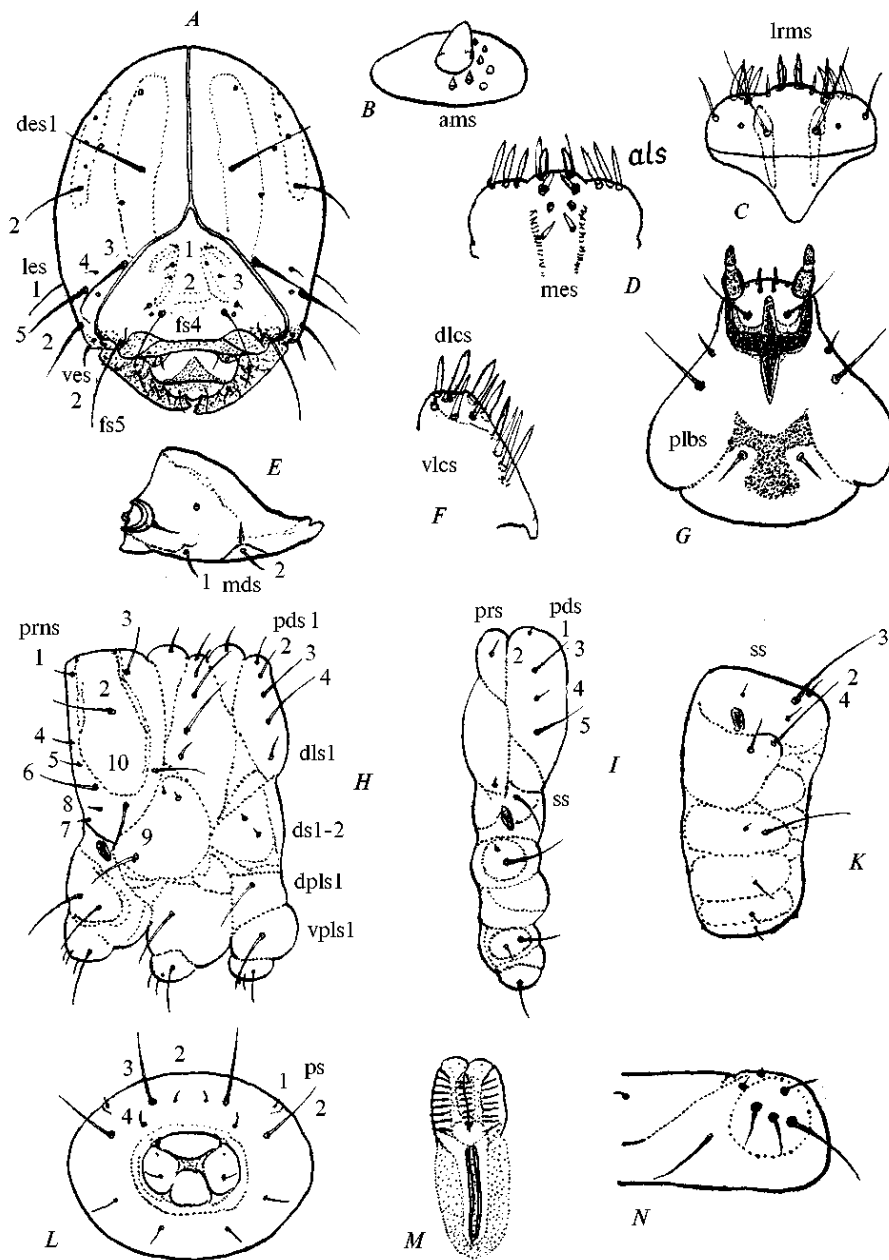 A
des1
2
les
4
3
1
5
2
ves
2
fs5
1
2
3
fs4
B
ams
lrms
C
als
mes
D
dlcs
vlcs
F
plbs
G
E
1
mds
2
prns
1
3
2
4
5
6
10
8
7
9
pds 1
2
3
4
dls1
H
ds1-2
dpls1
vpls1
prs
pds
1
2
3
4
5
I
ss
ss
3
2
4
K
2
3
4
1
ps
2
L
M
N